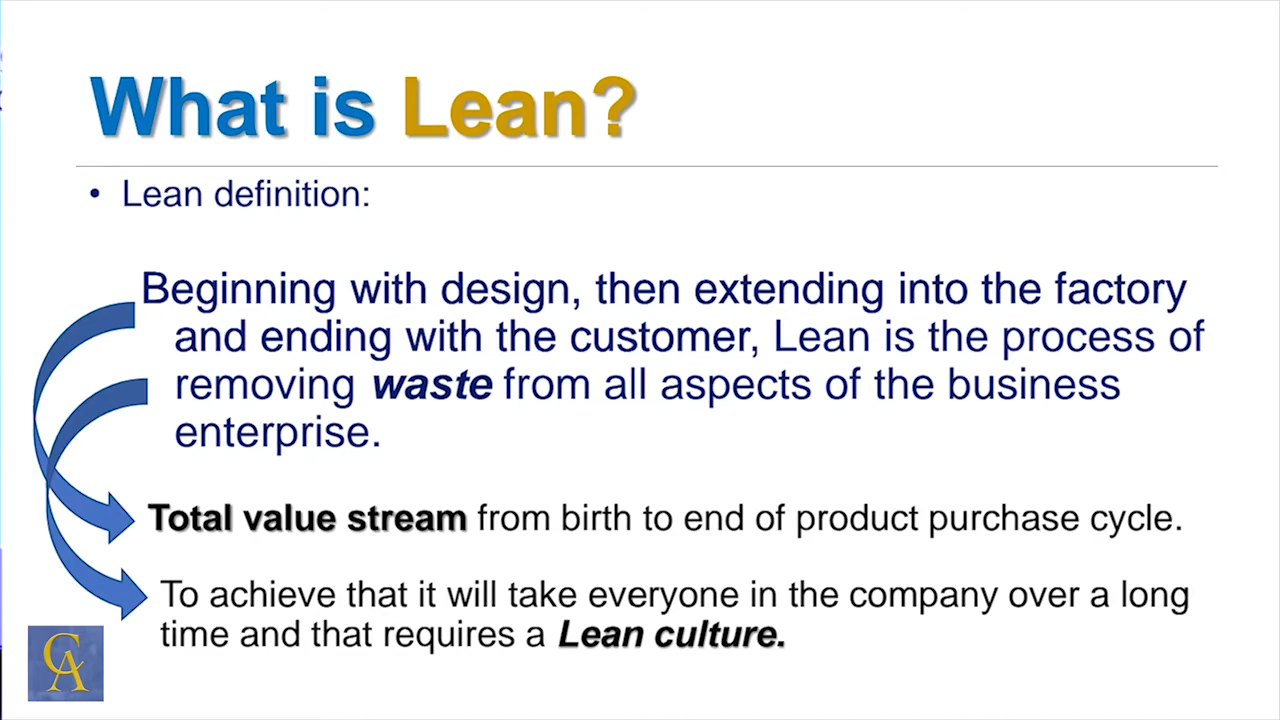 What is Lean?
• Lean definition:
Beginning with design, then extending into the factory
and ending with the customer, Lean is the process of
removing waste from all aspects of the business
enterprise.
Total value stream from birth to end of product purchase cycle.
To achieve that it will take everyone in the company over a long
time and that requires a Lean culture.
CA